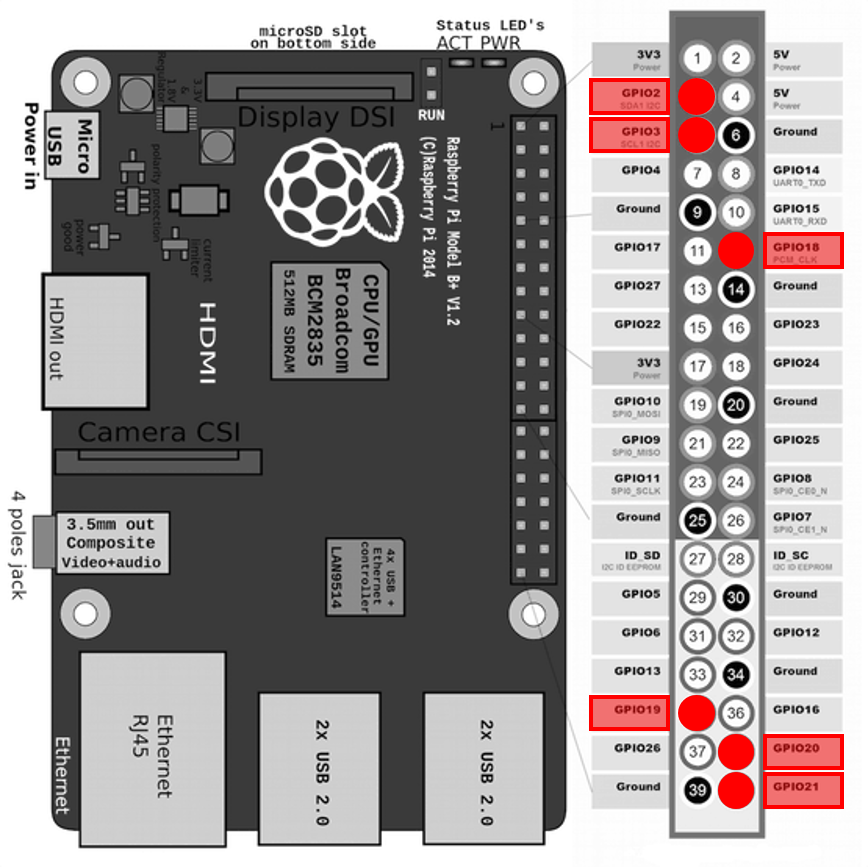 microSD slot
on bottom side
Status LED's
ACT PWR
Regulator
&
1.8V
3.3V
Display DSI
RUN
1
Power in
Micro
USB
polarity protection
power
good
current
limiter
Raspberry Pi Model B+ V1.2
(C)Raspberry Pi 2014
HDMI out
HDMI
CPU/GPU
Broadcom
BCM2835
512MB SDRAM
Camera CSI
4 poles jack
3.5mm out
Composite
Video+audio
4x USB +
Ethernet
controller
LAN9514
Ethernet
Ethernet
RJ45
2x USB 2.0
2x USB 2.0
3V3 1 2 5V
Power Power
GPIO2 4 5V
SDA1 I2C Power
GPIO3 6 Ground
SCL1 I2C
GPIO4 7 8 GPIO14
UART0_TXD
Ground 9 10 GPIO15
UART0_RXD
GPIO17 11 GPIO18
PCM_CLK
GPIO27 13 14 Ground
GPIO22 15 16 GPIO23
3V3 17 18 GPIO24
Power
GPIO10 19 20 Ground
SPI0_MOSI
GPIO9 21 22 GPIO25
SPI0_MISO
GPIO11 23 24 GPIO8
SPI0_SCLK SPI0_CE0_N
Ground 25 26 GPIO7
SPI0_CE1_N
ID_SD 27 28 ID_SC
I2C ID EEPROM I2C ID EEPROM
GPIO5 29 30 Ground
GPIO6 31 32 GPIO12
GPIO13 33 34 Ground
GPIO19 36 GPIO16
GPIO26 37 GPIO20
Ground 39 GPIO21